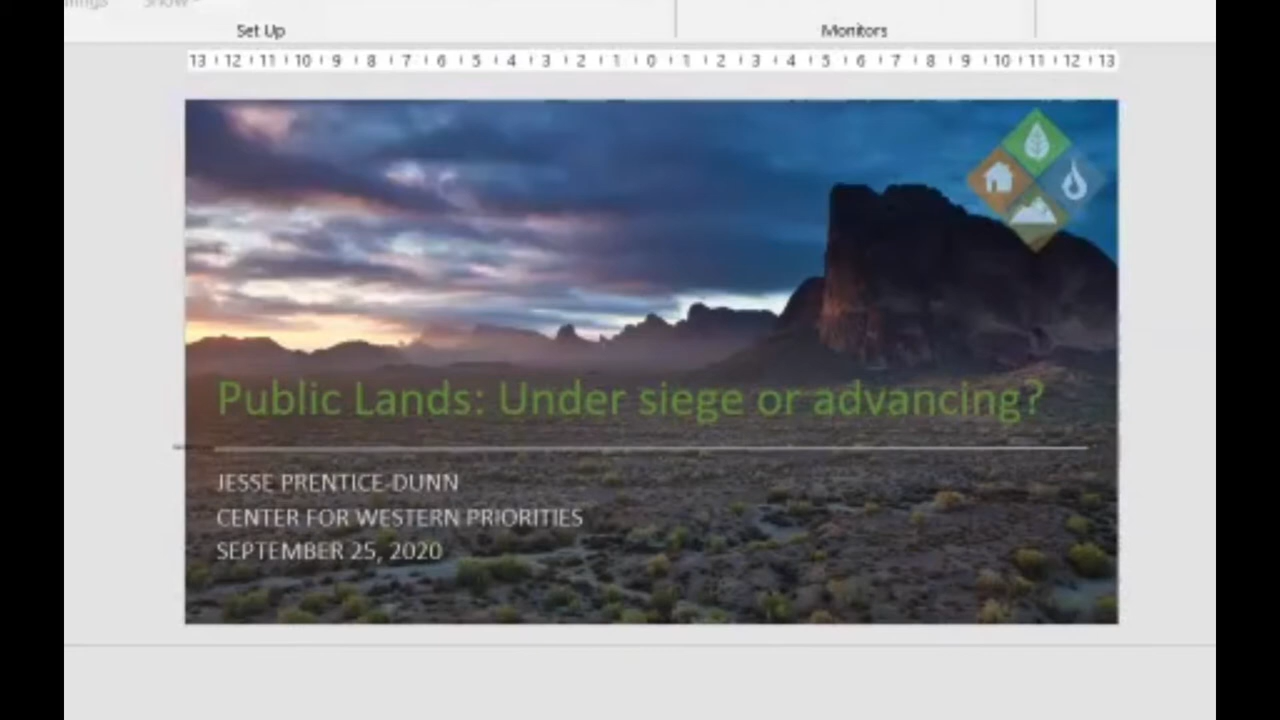 Set Up
Monitors
13 12 11 10 9 8 7 6 5 4 3 2 1 0 1 2 3 4 5 6 7 8 9 10 11 12 13
Public Lands: Under siege or advancing?
JESSE PRENTICE-DUNN
CENTER FOR WESTERN PRIORITIES
SEPTEMBER 25, 2020